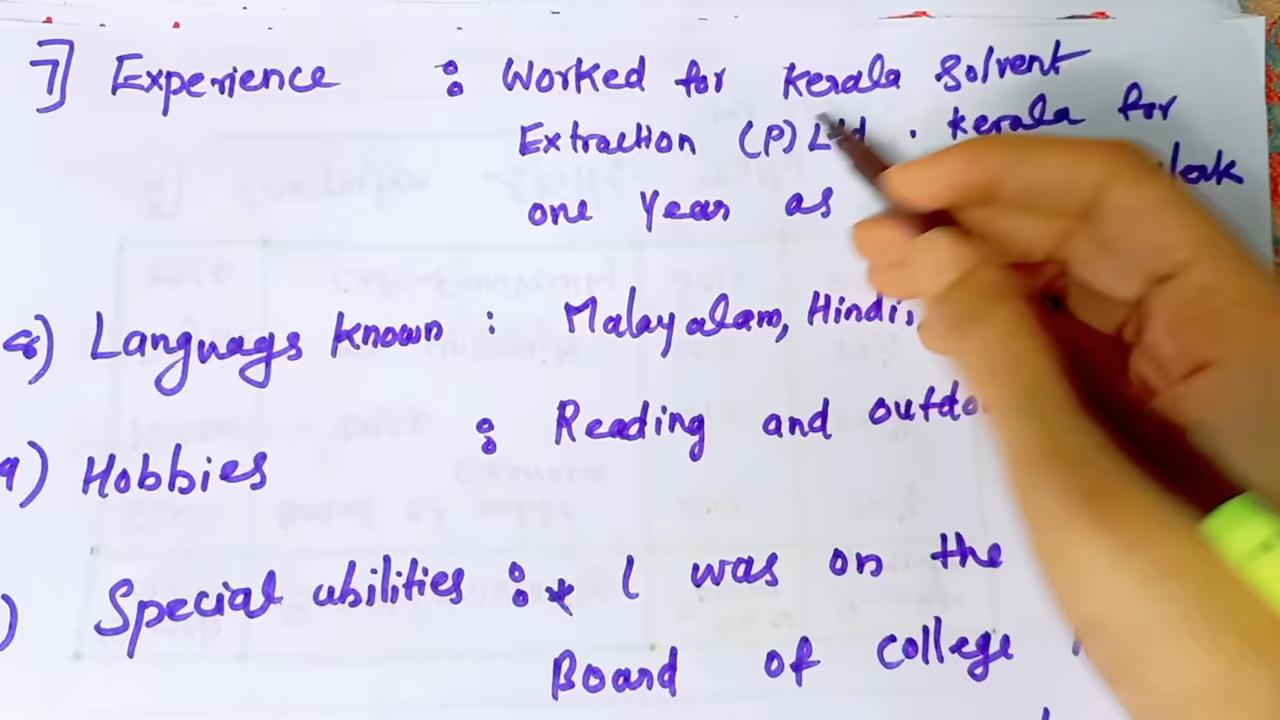 7] Experience : Worked for Kerala Solvent
Extraction (P) Ltd. Kerala for
one Year as
8) Languags Known : Malayalam, Hindi,
9) Hobbies : Reading and
) Special abilities : * I was on the
Board of college